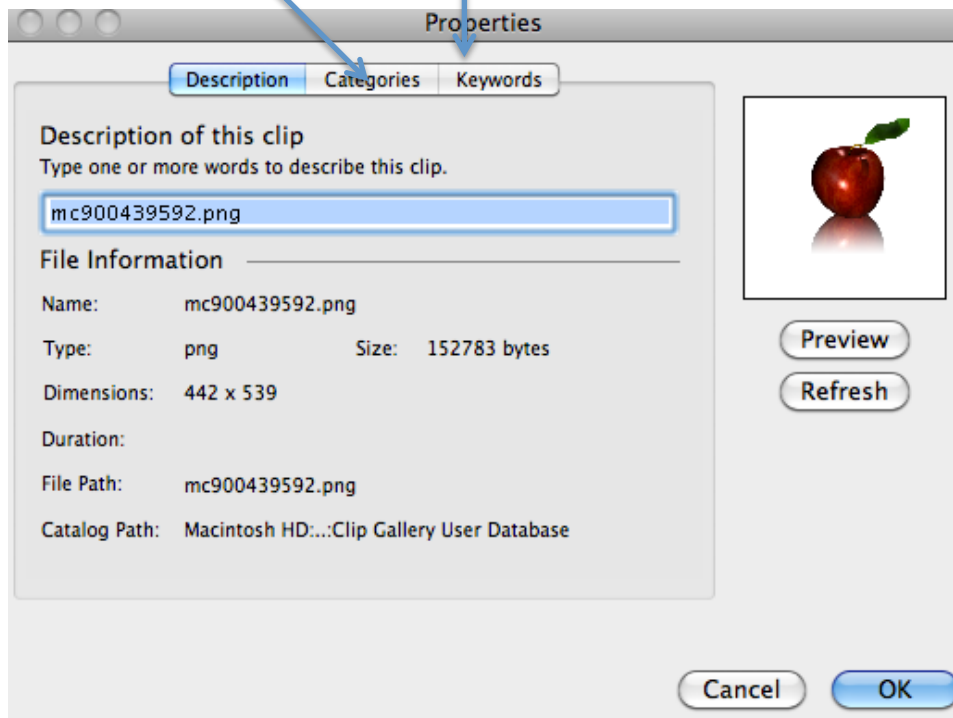 Properties
Description Categories Keywords
Description of this clip
Type one or more words to describe this clip.
mc900439592.png
File Information
Name: mc900439592.png
Type: png Size: 152783 bytes
Dimensions: 442 x 539
Duration:
File Path: mc900439592.png
Catalog Path: Macintosh HD:...:Clip Gallery User Database
Preview
Refresh
Cancel OK